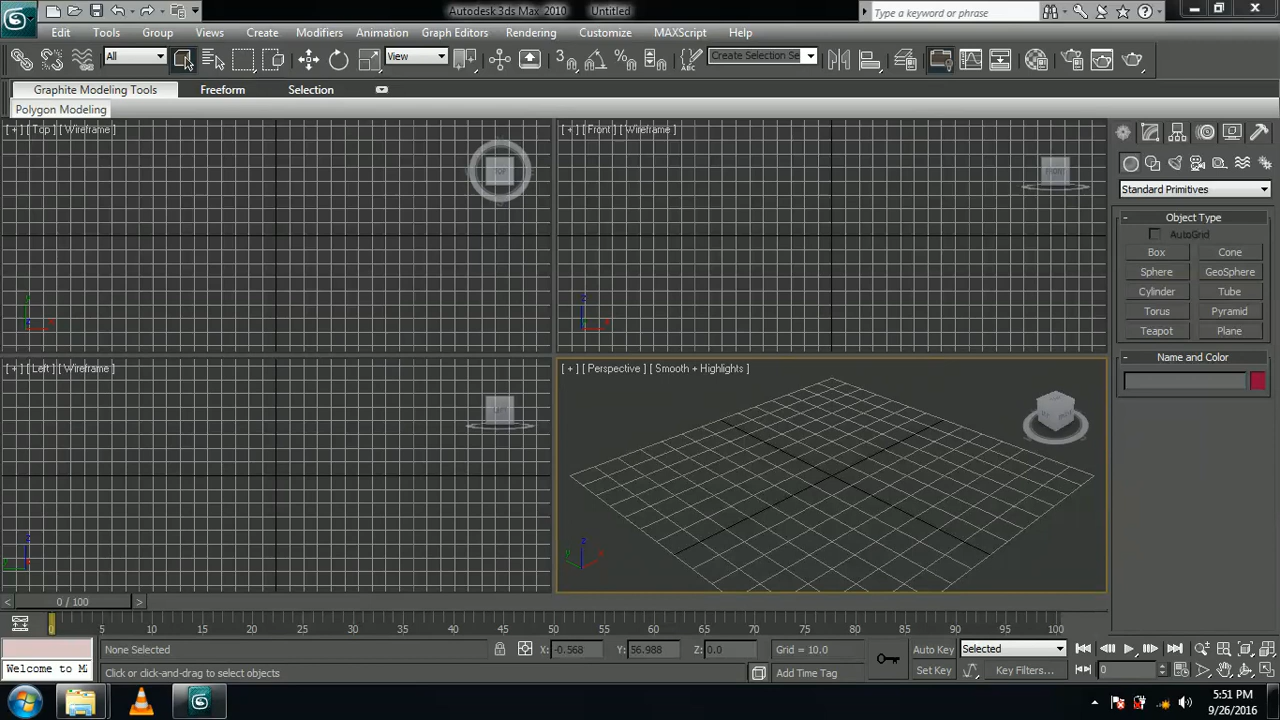 Autodesk 3ds Max 2010 Untitled
Type a keyword or phrase
Edit Tools Group Views Create Modifiers Animation Graph Editors Rendering Customize MAXScript Help
All View 3 Create Selection Se
Graphite Modeling Tools Freeform Selection
Polygon Modeling
[ + ] [ Top ] [ Wireframe ]
TOP
[ + ] [ Front ] [ Wireframe ]
FRONT
Standard Primitives
- Object Type
AutoGrid
Box Cone
Sphere GeoSphere
Cylinder Tube
Torus Pyramid
Teapot Plane
- Name and Color
[ + ] [ Left ] [ Wireframe ]
LEFT
[ + ] [ Perspective ] [ Smooth + Highlights ]
z
x
y
< 0 / 100 >
0 5 10 15 20 25 30 35 40 45 50 55 60 65 70 75 80 85 90 95 100
None Selected X: -0.568 Y: 56.988 Z: 0.0 Grid = 10.0 Auto Key Selected
Welcome to M Click or click-and-drag to select objects Add Time Tag Set Key Key Filters... 0
5:51 PM
9/26/2016